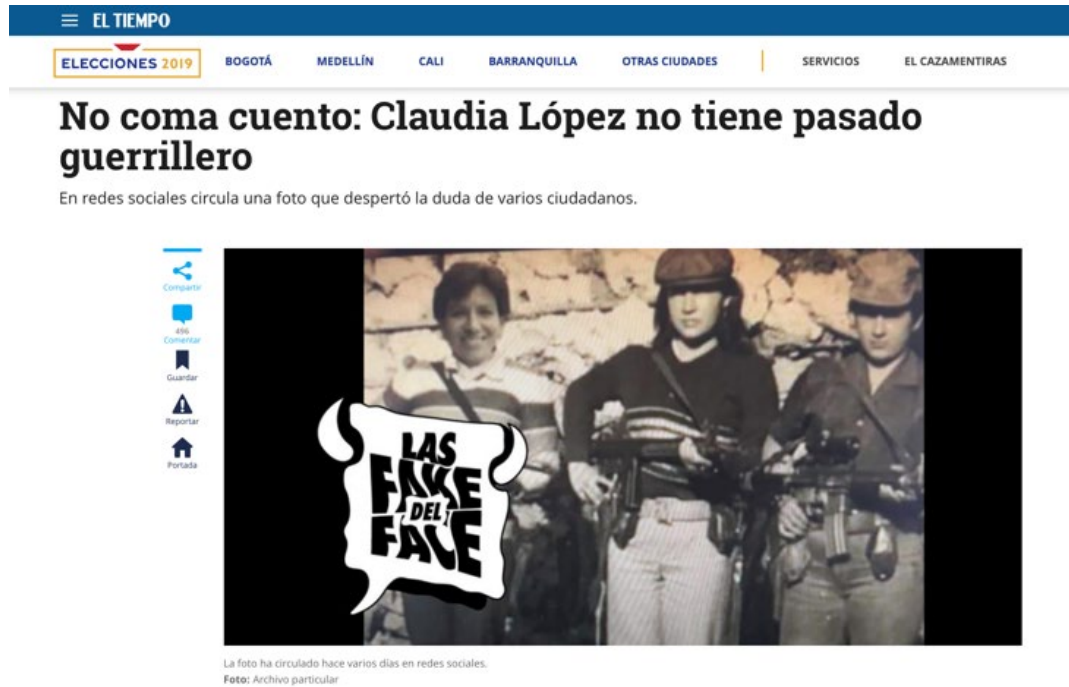 EL TIEMPO
ELECCIONES 2019 BOGOTÁ MEDELLÍN CALI BARRANQUILLA OTRAS CIUDADES SERVICIOS EL CAZAMENTIRAS
No coma cuento: Claudia López no tiene pasado
guerrillero
En redes sociales circula una foto que despertó la duda de varios ciudadanos.
Compartir
496
Comentar
Guardar
Reportar
Portada
LAS
FAKE
DEL
FACE
La foto ha circulado hace varios días en redes sociales.
Foto: Archivo particular